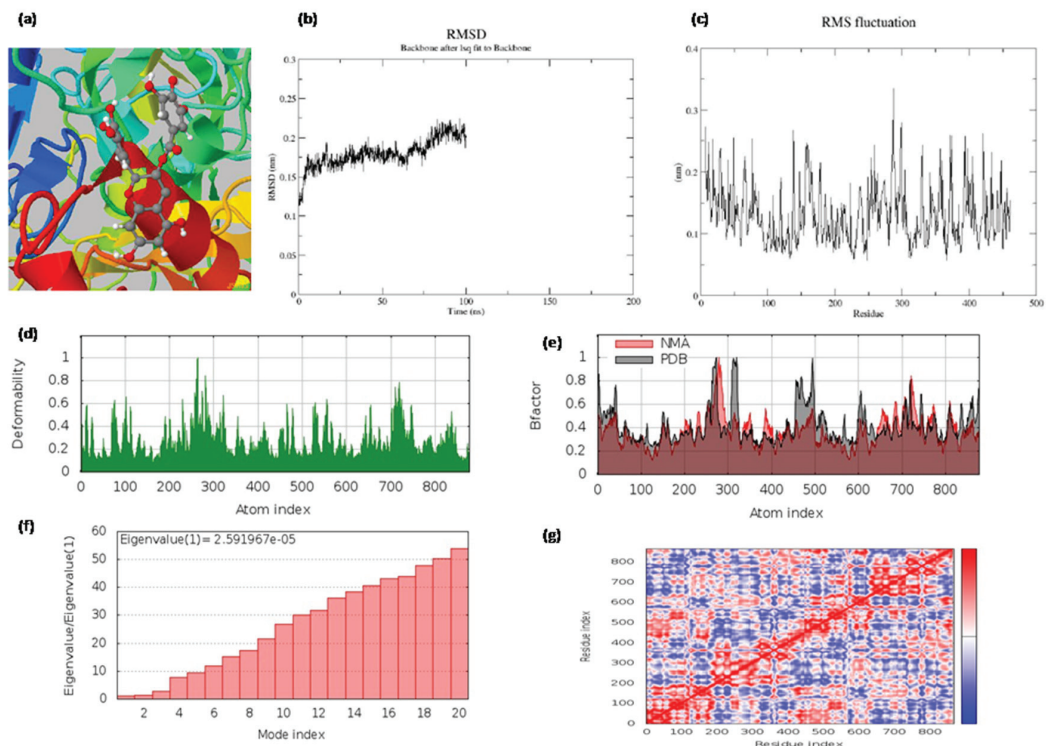 (a)
(b)
RMSD
Backbone after lsq fit to Backbone
0.3
0.25
0.2
0.15
0.1
0.05
0
RMSD (nm)
0
50
100
150
200
Time (ns)
(c)
RMS fluctuation
0.4
0.3
0.2
0.1
0
(nm)
0
100
200
300
400
500
Residue
(d)
1
0.8
0.6
0.4
0.2
0
Deformability
0 100 200 300 400 500 600 700 800
Atom index
(e)
NMA
PDB
1
0.8
0.6
0.4
0.2
0
Bfactor
0 100 200 300 400 500 600 700 800
Atom index
(f)
Eigenvalue(1)= 2.591967e-05
60
50
40
30
20
10
0
Eigenvalue/Eigenvalue(1)
2 4 6 8 10 12 14 16 18 20
Mode index
(g)
800
700
600
500
400
300
200
100
0
Residue index
0 100 200 300 400 500 600 700 800
Residue index